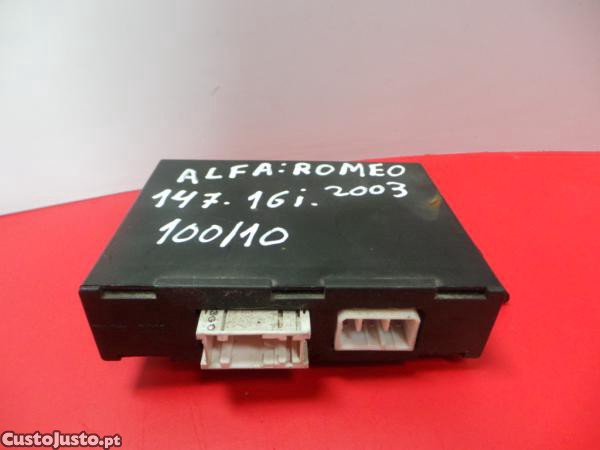 ALFA:ROMEO
147. 16i. 2003
100/10
CustoJusto.pt